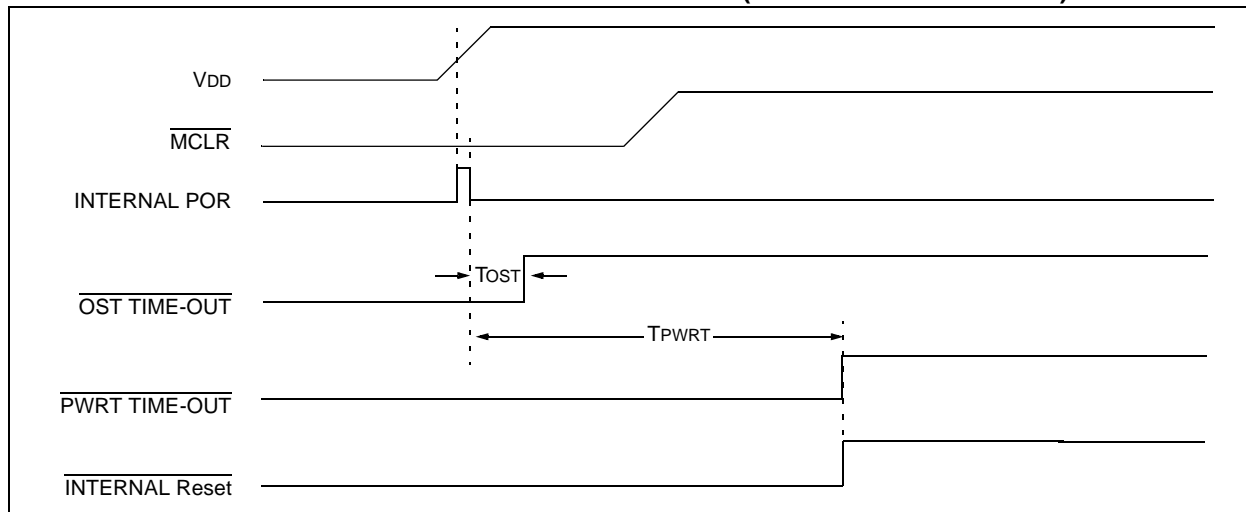 VDD
MCLR
INTERNAL POR
TOST
OST TIME-OUT
TPWRT
PWRT TIME-OUT
INTERNAL Reset